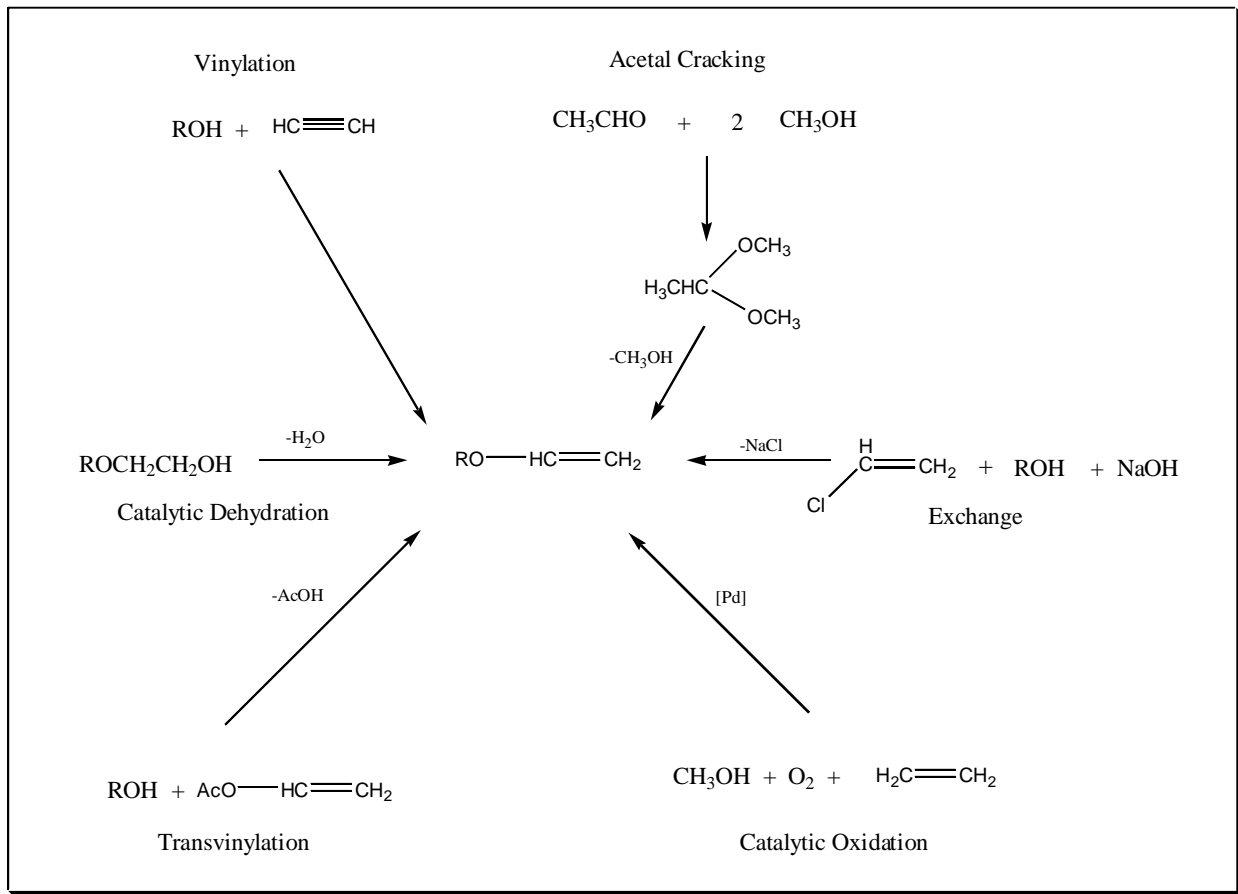 Vinylation
Acetal Cracking
ROH + HC CH
CH3CHO + 2 CH3OH
OCH3
H3CHC
OCH3
-CH3OH
ROCH2CH2OH
-H2O
RO HC CH2
-NaCl
H
C CH2 + ROH + NaOH
Cl
Catalytic Dehydration
Exchange
-AcOH
[Pd]
ROH + AcO HC CH2
CH3OH + O2 + H2C CH2
Transvinylation
Catalytic Oxidation